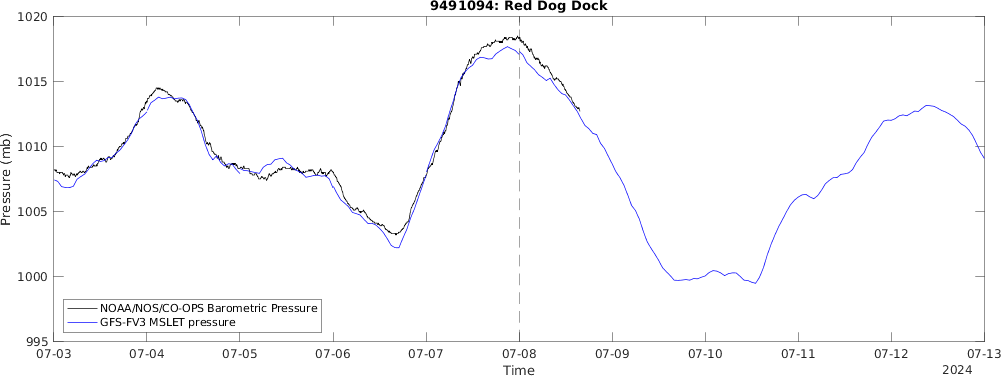 9491094: Red Dog Dock
Pressure (mb)
1020
1015
1010
1005
1000
995
NOAA/NOS/CO-OPS Barometric Pressure
GFS-FV3 MSLET pressure
07-03 07-04 07-05 07-06 07-07 07-08 07-09 07-10 07-11 07-12 07-13
Time
2024